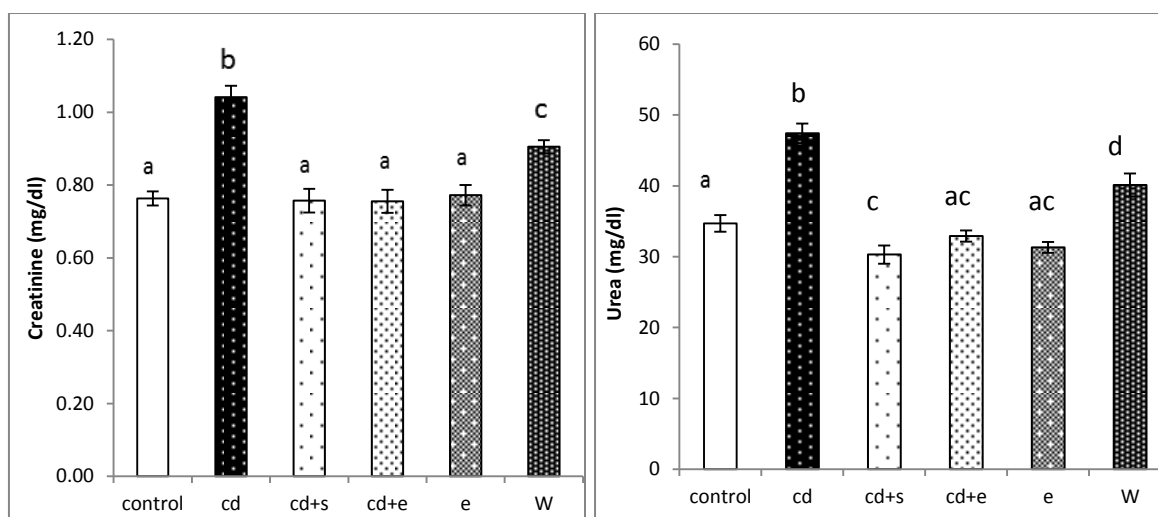 Creatinine (mg/dl)
1.20
1.00
0.80
0.60
0.40
0.20
0.00
a
b
a
a
a
c
control cd cd+s cd+e e W
Urea (mg/dl)
60
50
40
30
20
10
0
a
b
c
ac
ac
d
control cd cd+s cd+e e W